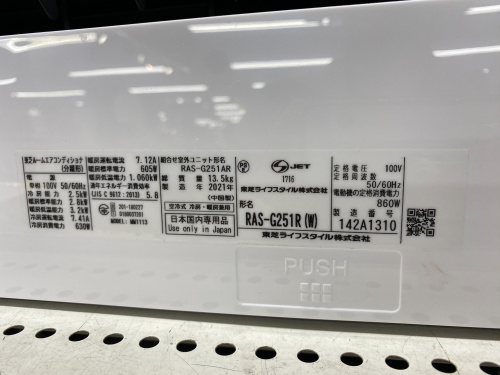 東芝ルームエアコンディショナ
(分離形)
電源
単相 100V 50/60Hz
冷房能力 2.5kW
暖房標準能力 2.8kW
暖房低温能力 3.2kW
冷房運転電流 7.41A
冷房消費電力 630W
暖房運転電流 7.12A
暖房標準電力 605W
暖房低温電力 1.060kW
通年エネルギー消費効率
(JIS C 9612:2013) 5.8
201-180227
MODEL: WM1113
組合せ室外ユニット形名
RAS-G251AR
総質量 13.5kg
製造 2021年
(中国製)
空冷式 冷房・暖房兼用
日本国内専用品
Use only in Japan
PS E
JET
1716
東芝ライフスタイル株式会社
形名
RAS-G251R(W)
東芝ライフスタイル株式会社
定格電圧 100V
定格周波数
50/60Hz
電動機の定格消費電力
860W
製造番号
142A1310
PUSH